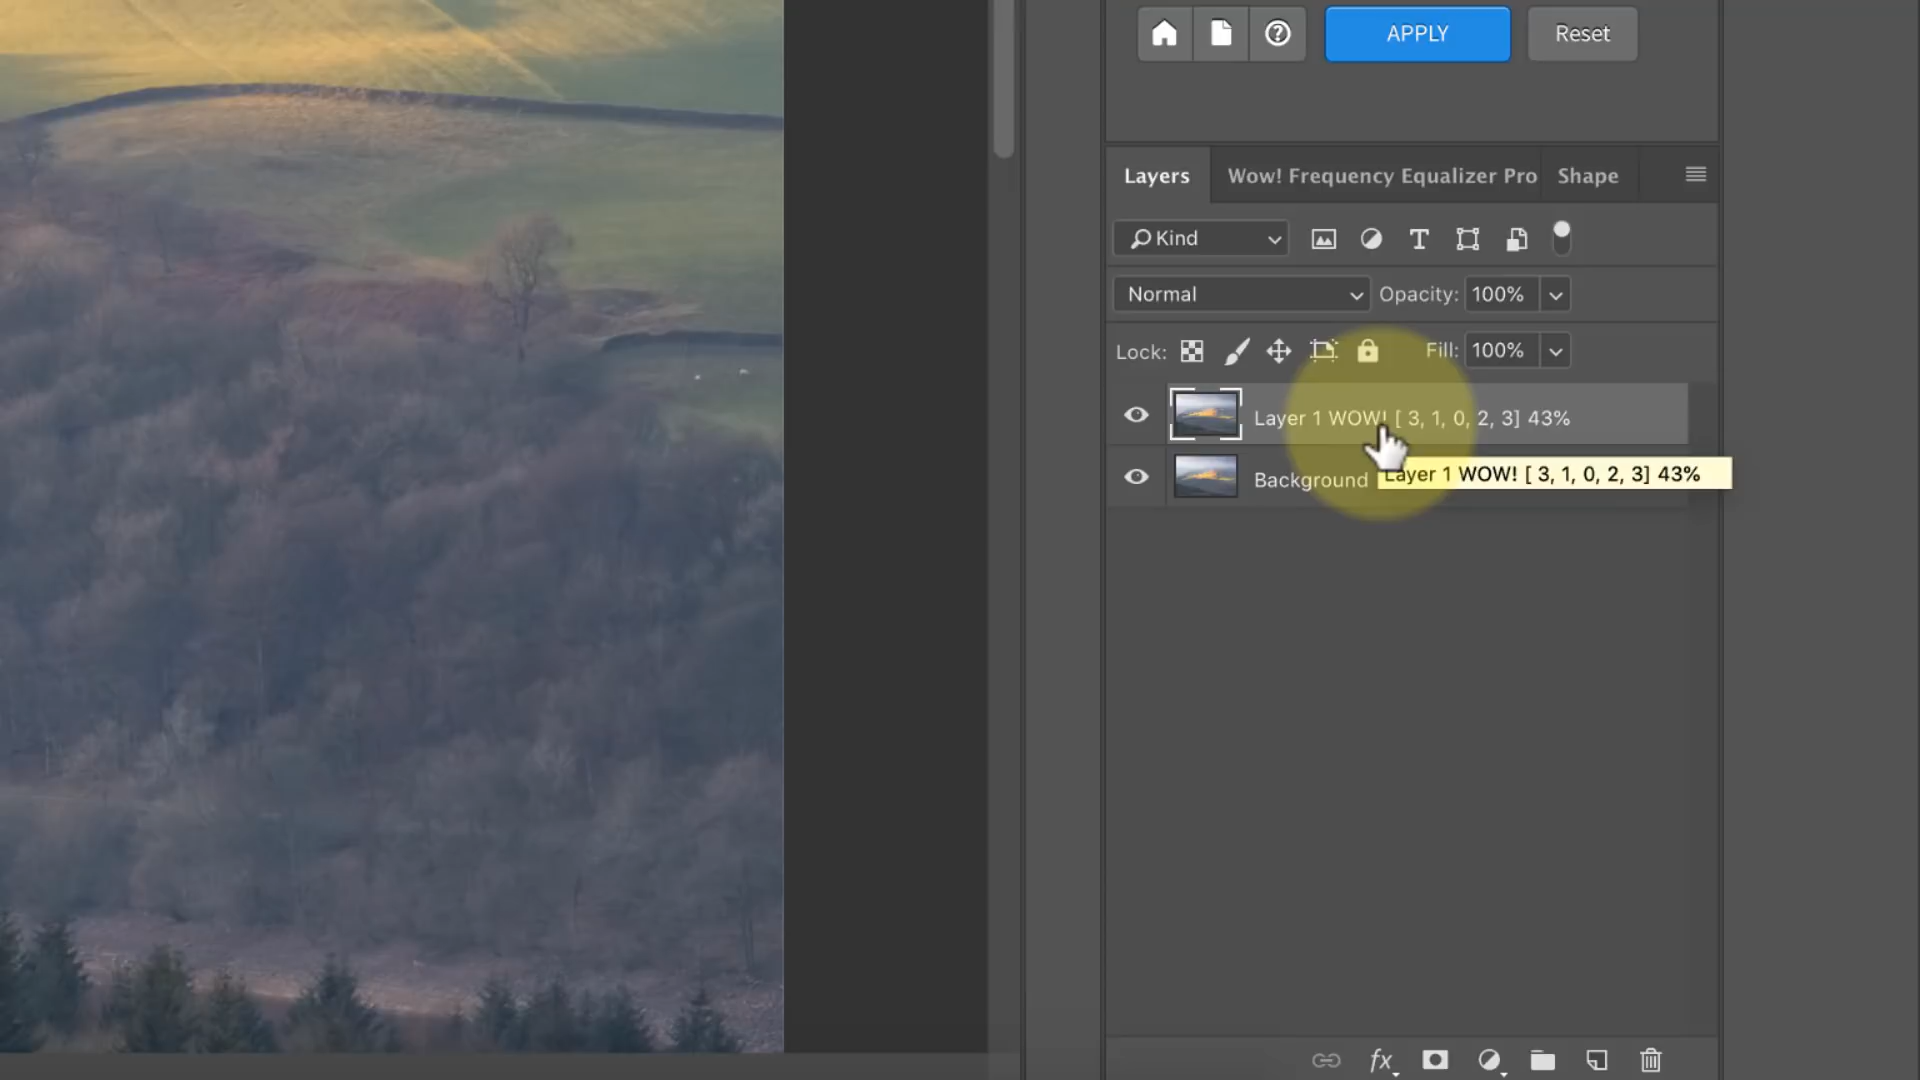 APPLY Reset
Layers Wow! Frequency Equalizer Pro Shape
Kind
Normal Opacity: 100%
Lock: Fill: 100%
Layer 1 WOW! [ 3, 1, 0, 2, 3] 43%
Background
Layer 1 WOW! [ 3, 1, 0, 2, 3] 43%
fx